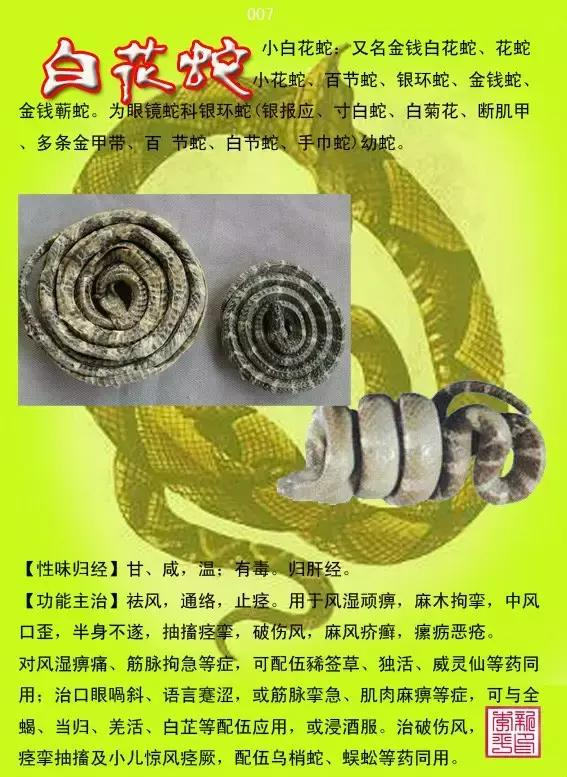 007
白花蛇
小白花蛇：又名金钱白花蛇、花蛇
小花蛇、百节蛇、银环蛇、金钱蛇、
金钱蕲蛇。为眼镜蛇科银环蛇(银报应、寸白蛇、白菊花、断肌甲
、多条金甲带、百 节蛇、白节蛇、手巾蛇)幼蛇。
【性味归经】甘、咸，温；有毒。归肝经。
【功能主治】祛风，通络，止痉。用于风湿顽痹，麻木拘挛，中风
口歪，半身不遂，抽搐痉挛，破伤风，麻风疥癣，瘰疬恶疮。
对风湿痹痛、筋脉拘急等症，可配伍豨签草、独活、威灵仙等药同
用；治口眼喎斜、语言蹇涩，或筋脉挛急、肌肉麻痹等症，可与全
蝎、当归、羌活、白芷等配伍应用，或浸酒服。治破伤风，
痉挛抽搐及小儿惊风痉厥，配伍乌梢蛇、蜈蚣等药同用。